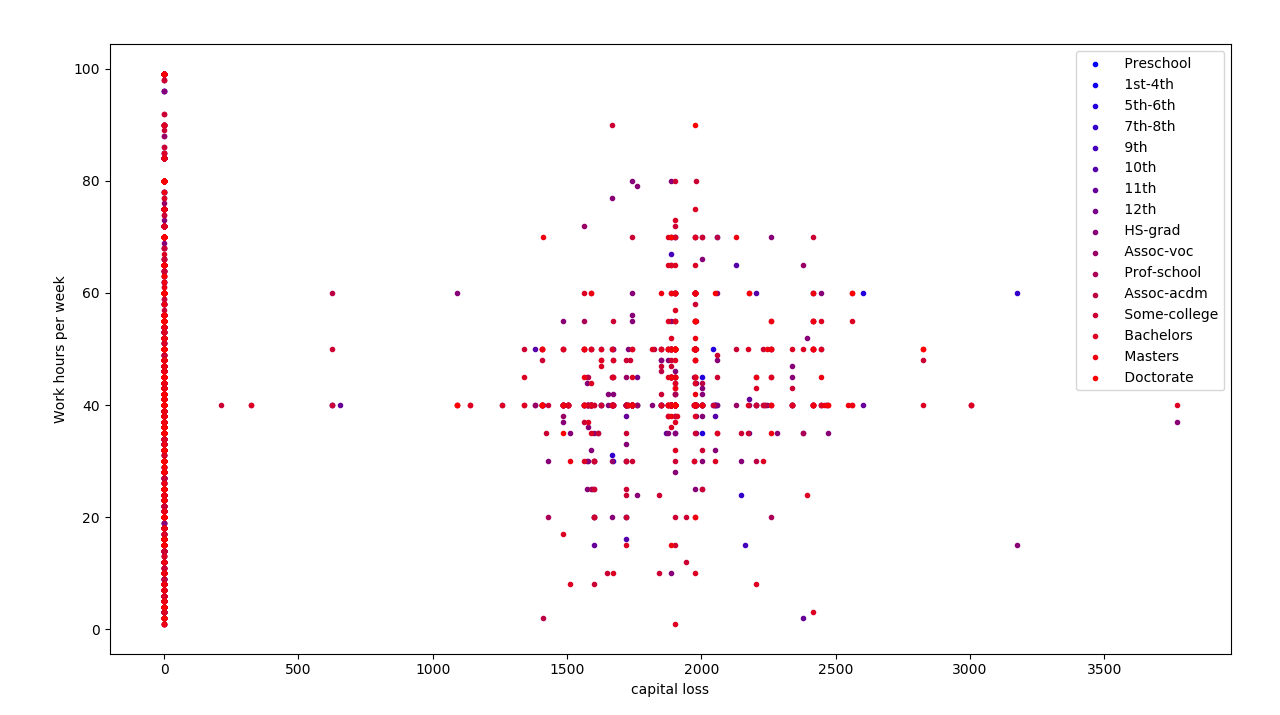 100
80
60
40
20
0
Work hours per week
0 500 1000 1500 2000 2500 3000 3500
capital loss
Preschool
1st-4th
5th-6th
7th-8th
9th
10th
11th
12th
HS-grad
Assoc-voc
Prof-school
Assoc-acdm
Some-college
Bachelors
Masters
Doctorate